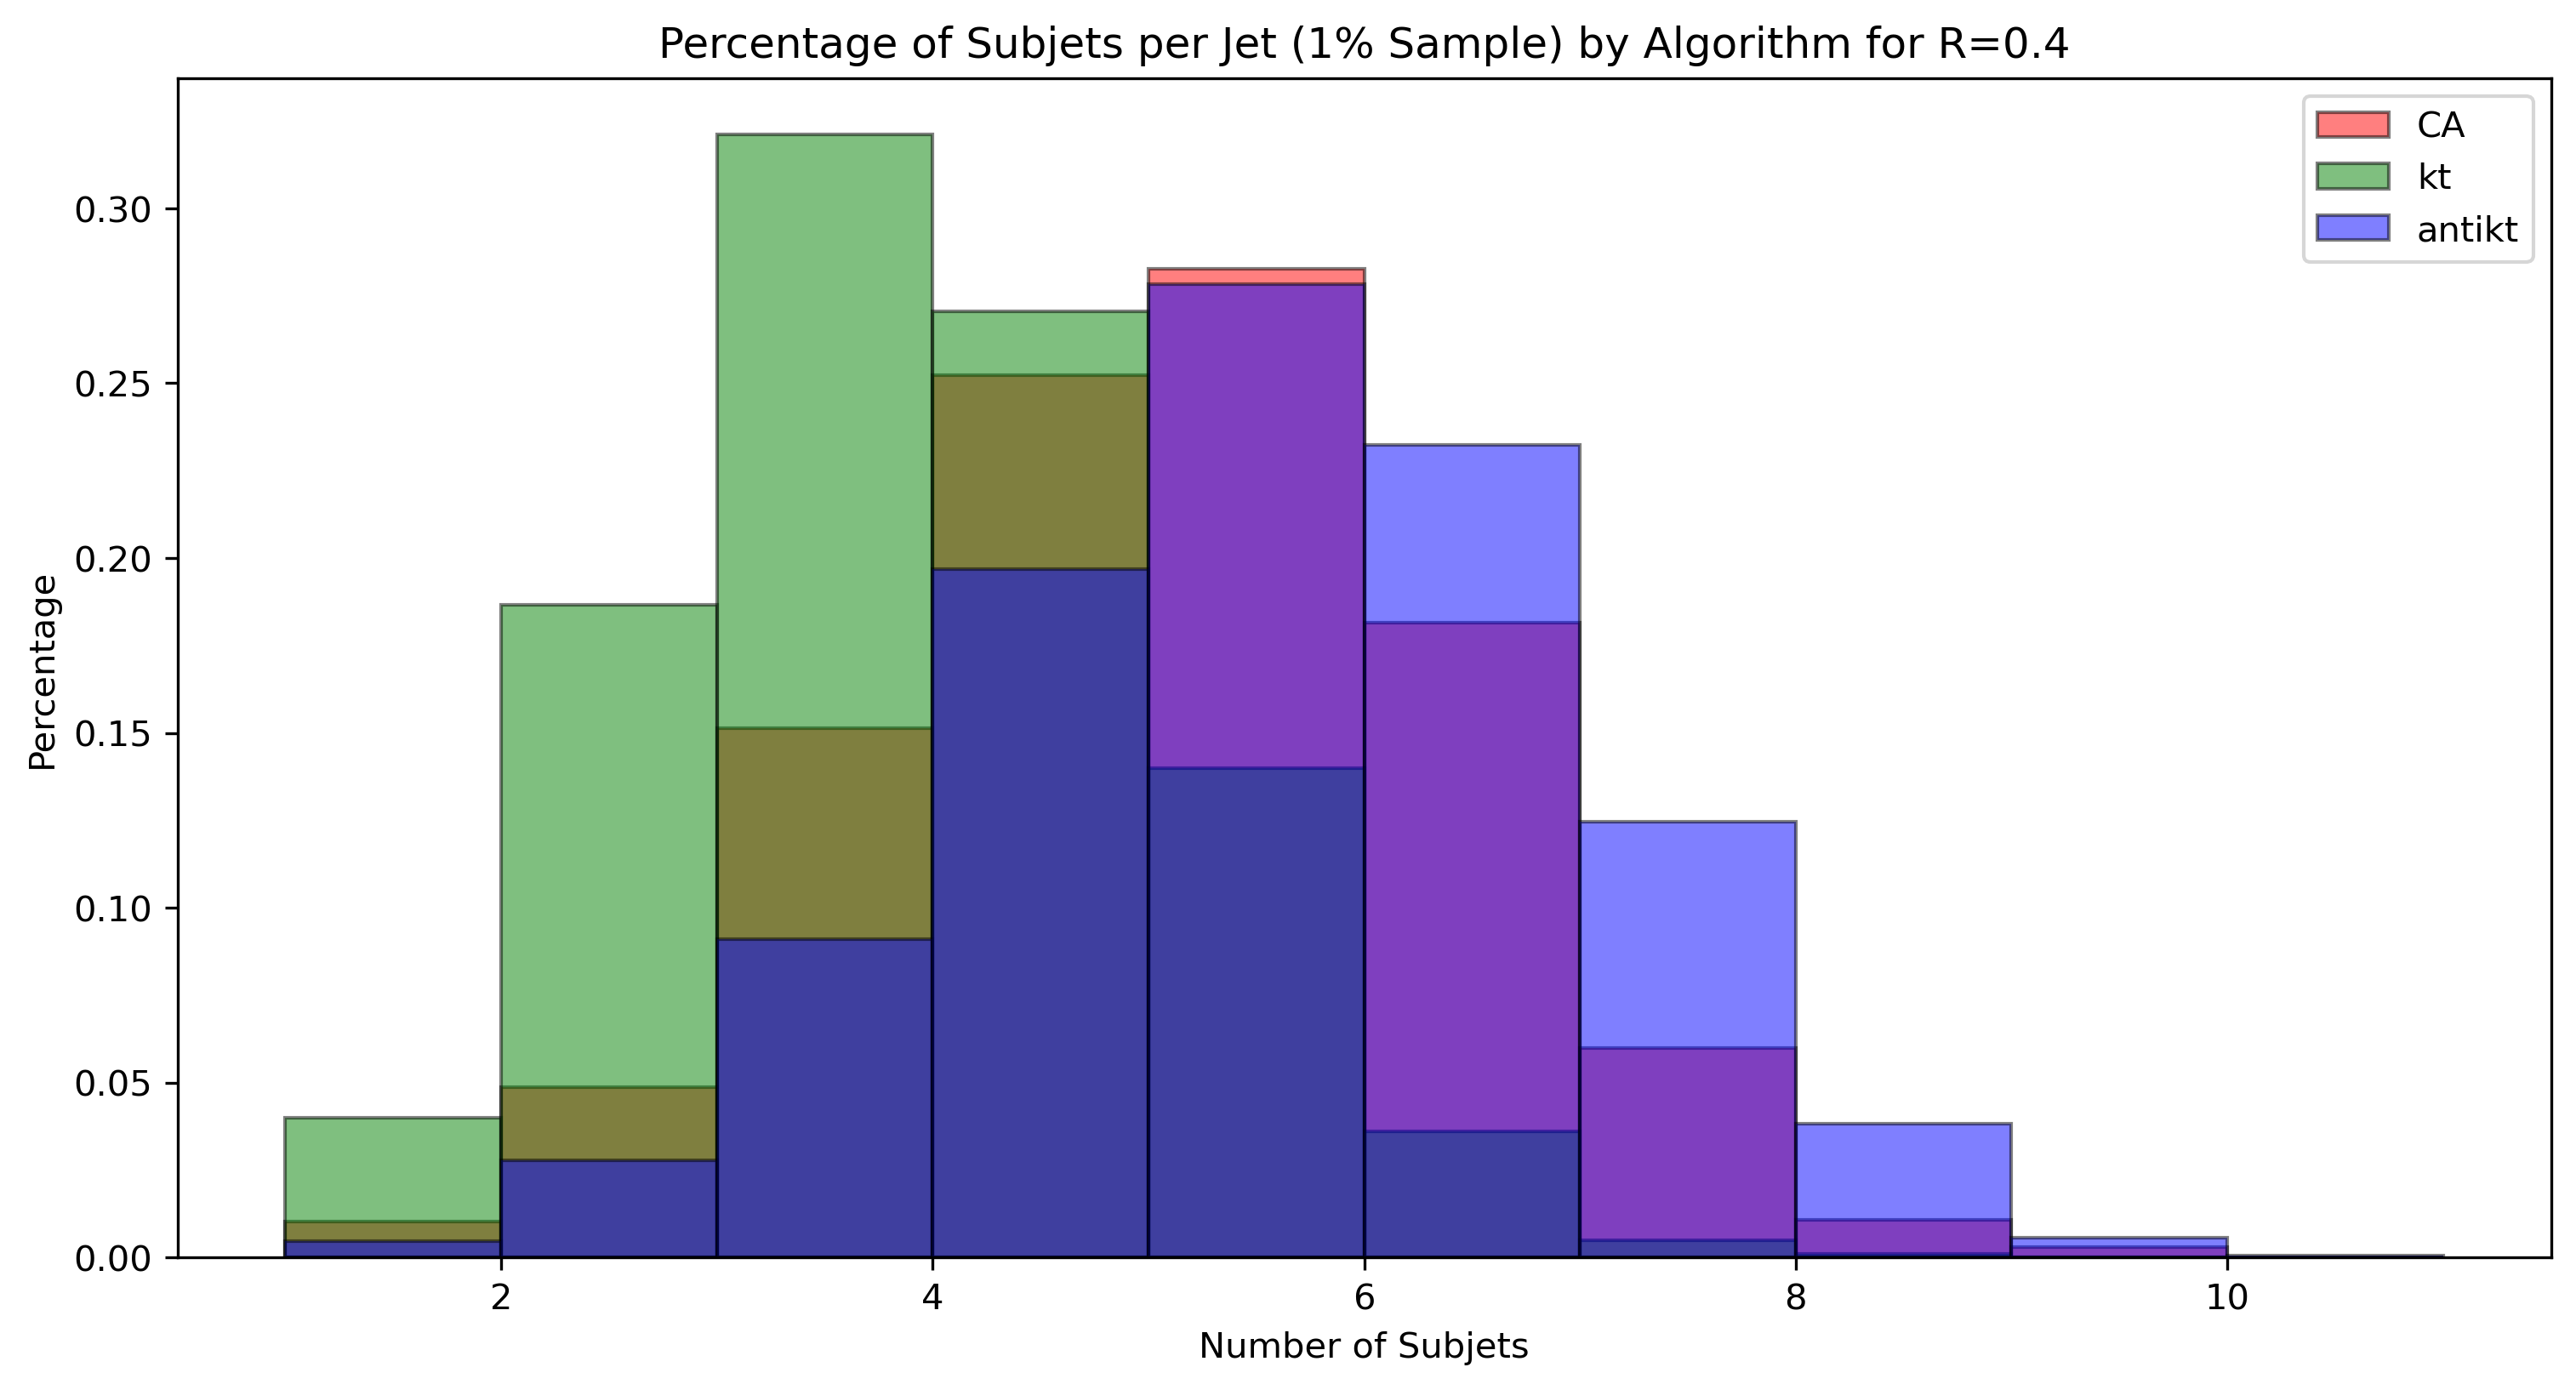 Percentage of Subjets per Jet (1% Sample) by Algorithm for R=0.4
CA
kt
antikt
0.30
0.25
0.20
0.15
0.10
0.05
0.00
Percentage
2 4 6 8 10
Number of Subjets